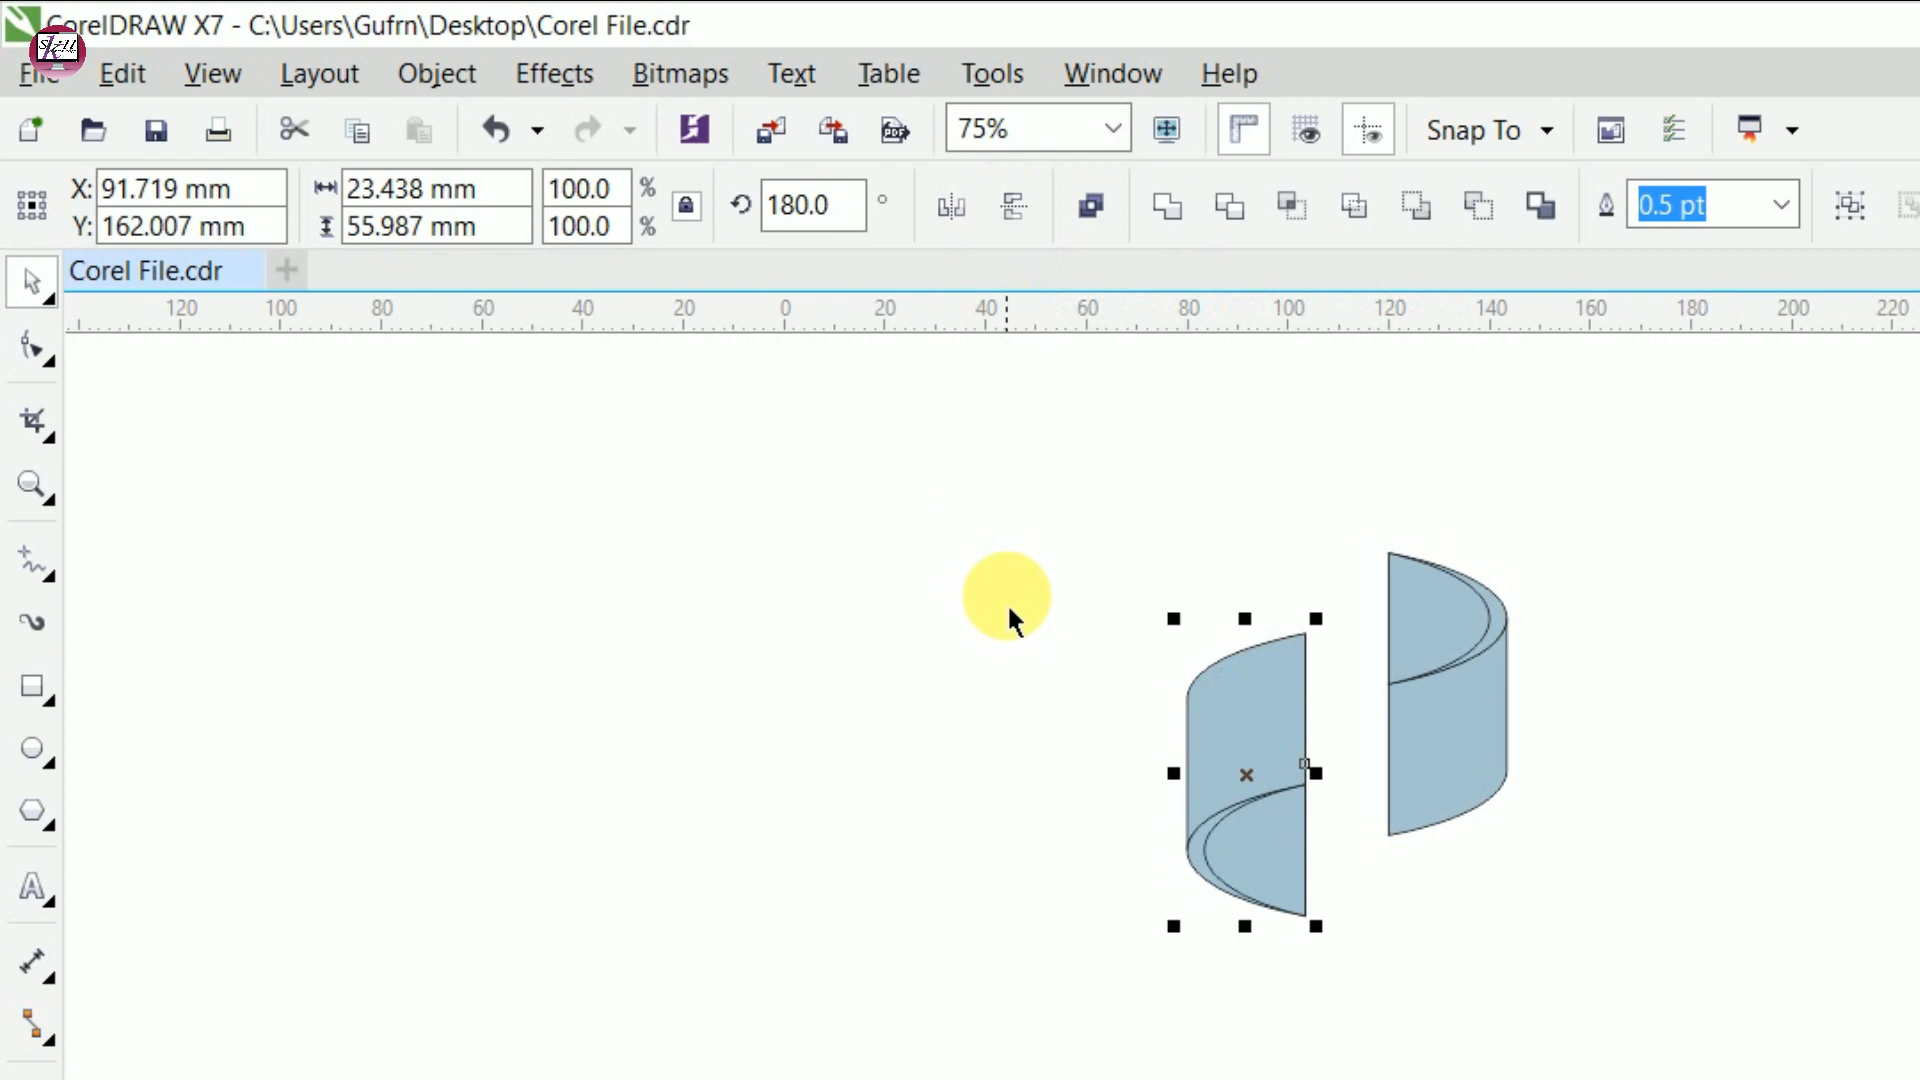 CorelDRAW X7 - C:\Users\Gufrn\Desktop\Corel File.cdr
Skill
File Edit View Layout Object Effects Bitmaps Text Table Tools Window Help
75% Snap To
X: 91.719 mm 23.438 mm 100.0 % 180.0 ° 0.5 pt
Y: 162.007 mm 55.987 mm 100.0 %
Corel File.cdr
120 100 80 60 40 20 0 20 40 60 80 100 120 140 160 180 200 220